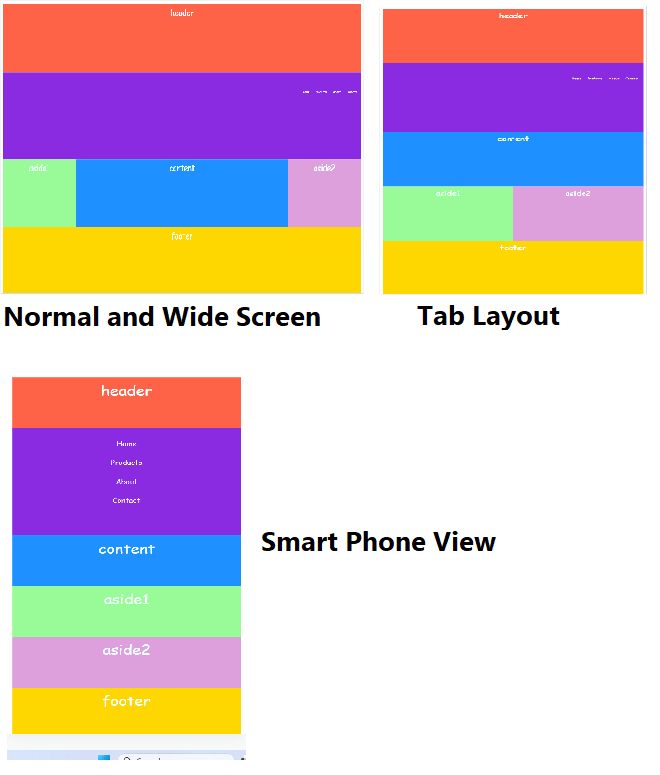 header
aside
content
aside2
footer
Normal and Wide Screen
header
content
aside1
aside2
footer
Tab Layout
header
Home
Products
About
Contact
content
aside1
aside2
footer
Smart Phone View